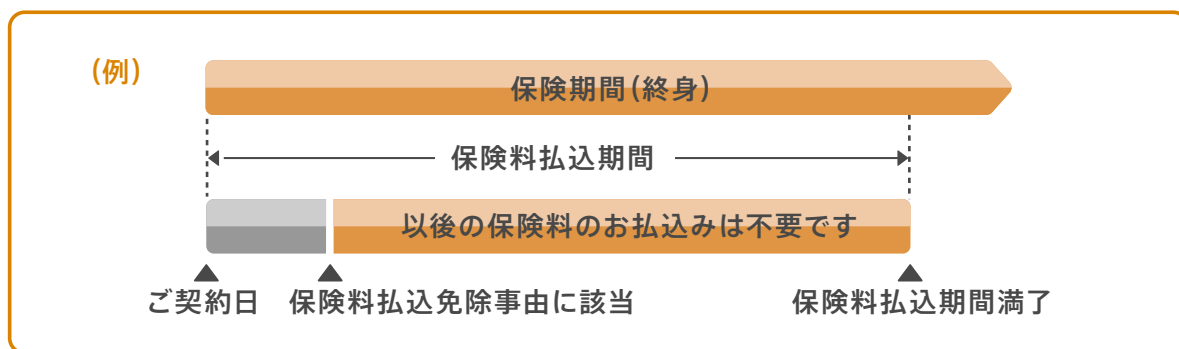 (例)
保険期間(終身)
保険料払込期間
以後の保険料のお払込みは不要です
ご契約日
保険料払込免除事由に該当
保険料払込期間満了